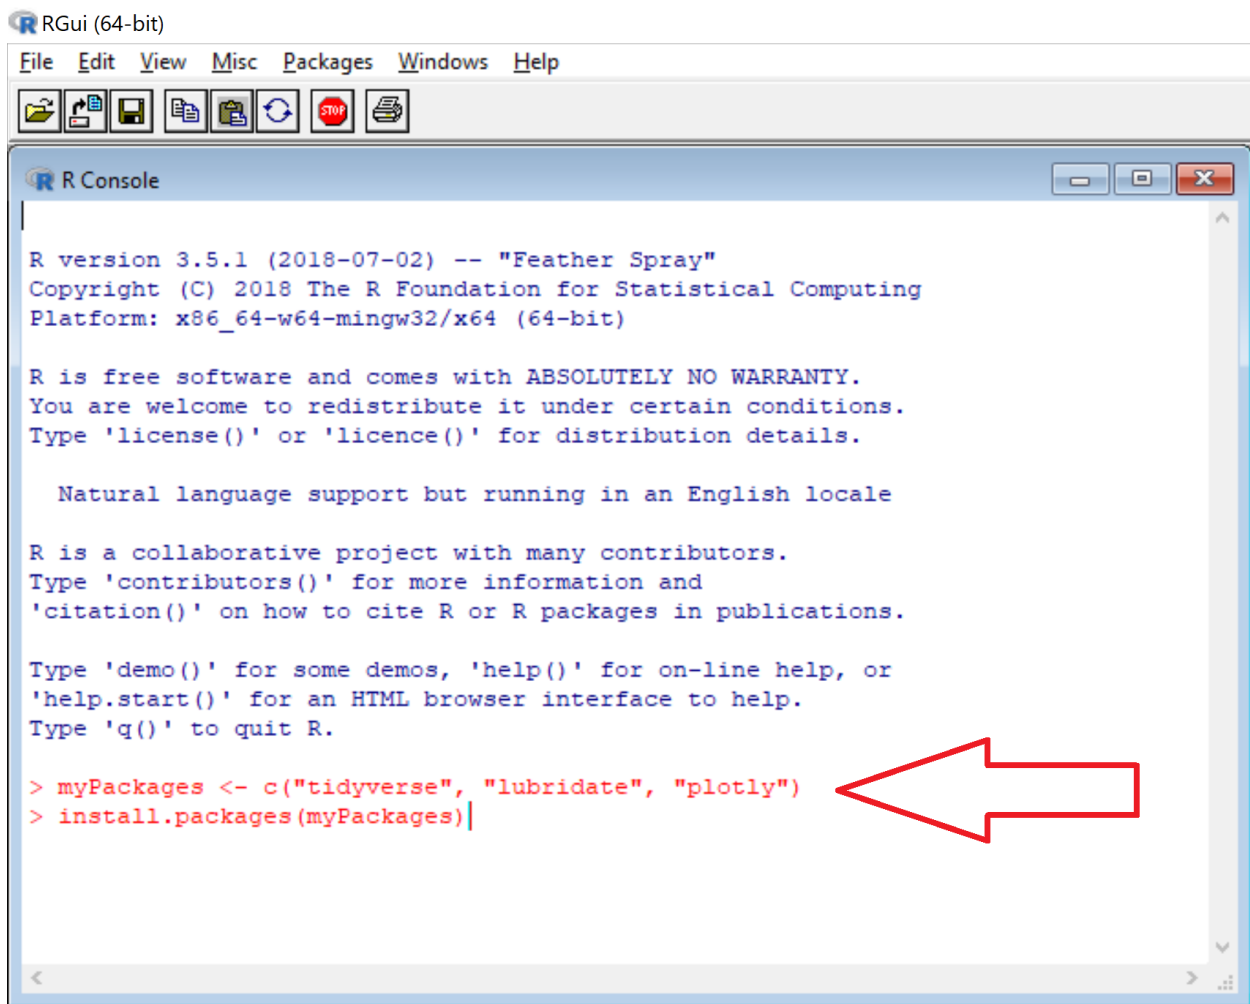 RGui (64-bit)
File Edit View Misc Packages Windows Help
STOP
R Console
R version 3.5.1 (2018-07-02) -- "Feather Spray"
Copyright (C) 2018 The R Foundation for Statistical Computing
Platform: x86_64-w64-mingw32/x64 (64-bit)
R is free software and comes with ABSOLUTELY NO WARRANTY.
You are welcome to redistribute it under certain conditions.
Type 'license()' or 'licence()' for distribution details.
Natural language support but running in an English locale
R is a collaborative project with many contributors.
Type 'contributors()' for more information and
'citation()' on how to cite R or R packages in publications.
Type 'demo()' for some demos, 'help()' for on-line help, or
'help.start()' for an HTML browser interface to help.
Type 'q()' to quit R.
> myPackages <- c("tidyverse", "lubridate", "plotly")
> install.packages(myPackages)